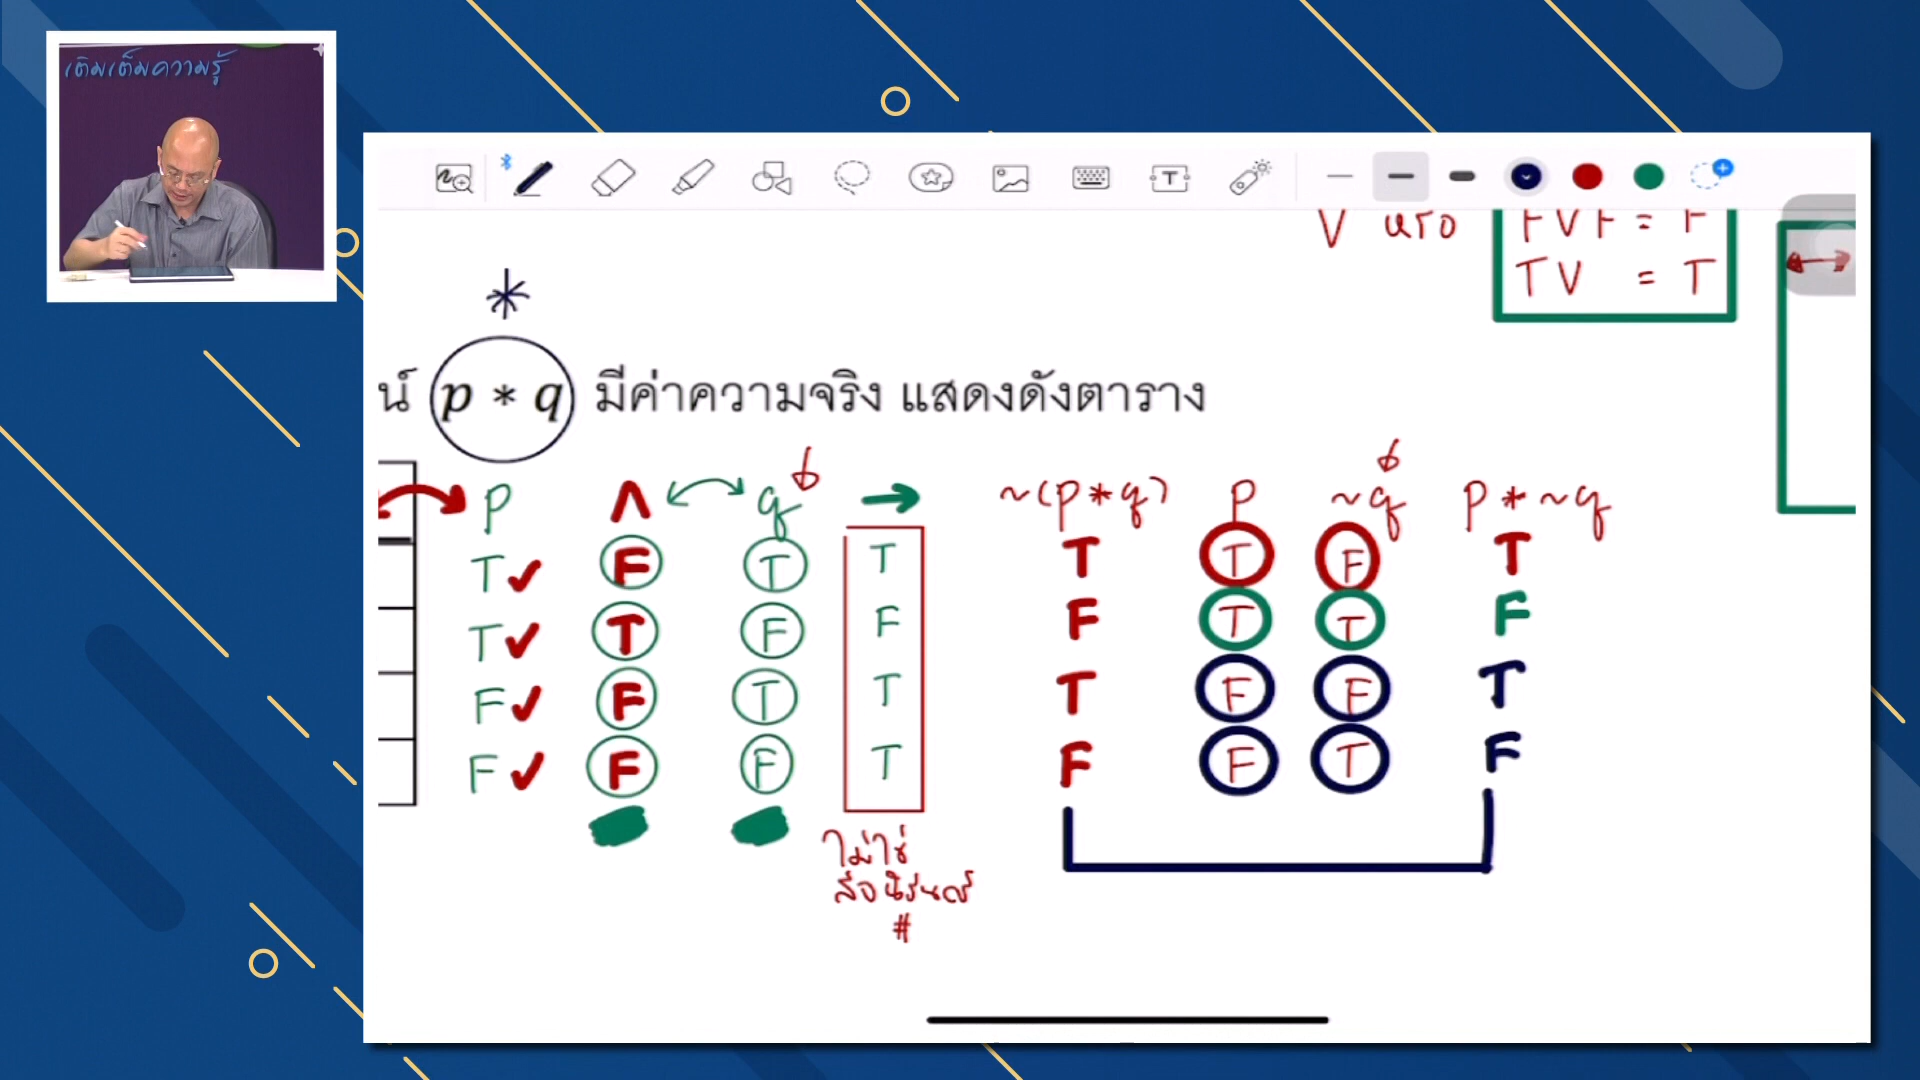 เติมเต็มความรู้
V หรือ
F V F = F
T V = T
↔
*
น์ p * q มีค่าความจริง แสดงดังตาราง
p ∧ ↔ q → ~(p * q) p ~q p * ~q
T ✓ F T T T T F T
T ✓ T F F F T T F
F ✓ F T T T F F T
F ✓ F F T F F T F
ไม่ใช่
สัจนิรันดร์
#